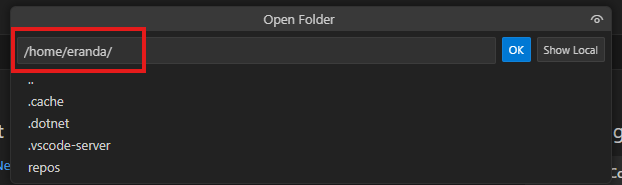 Open Folder
/home/eranda/
OK
Show Local
..
.cache
.dotnet
.vscode-server
repos